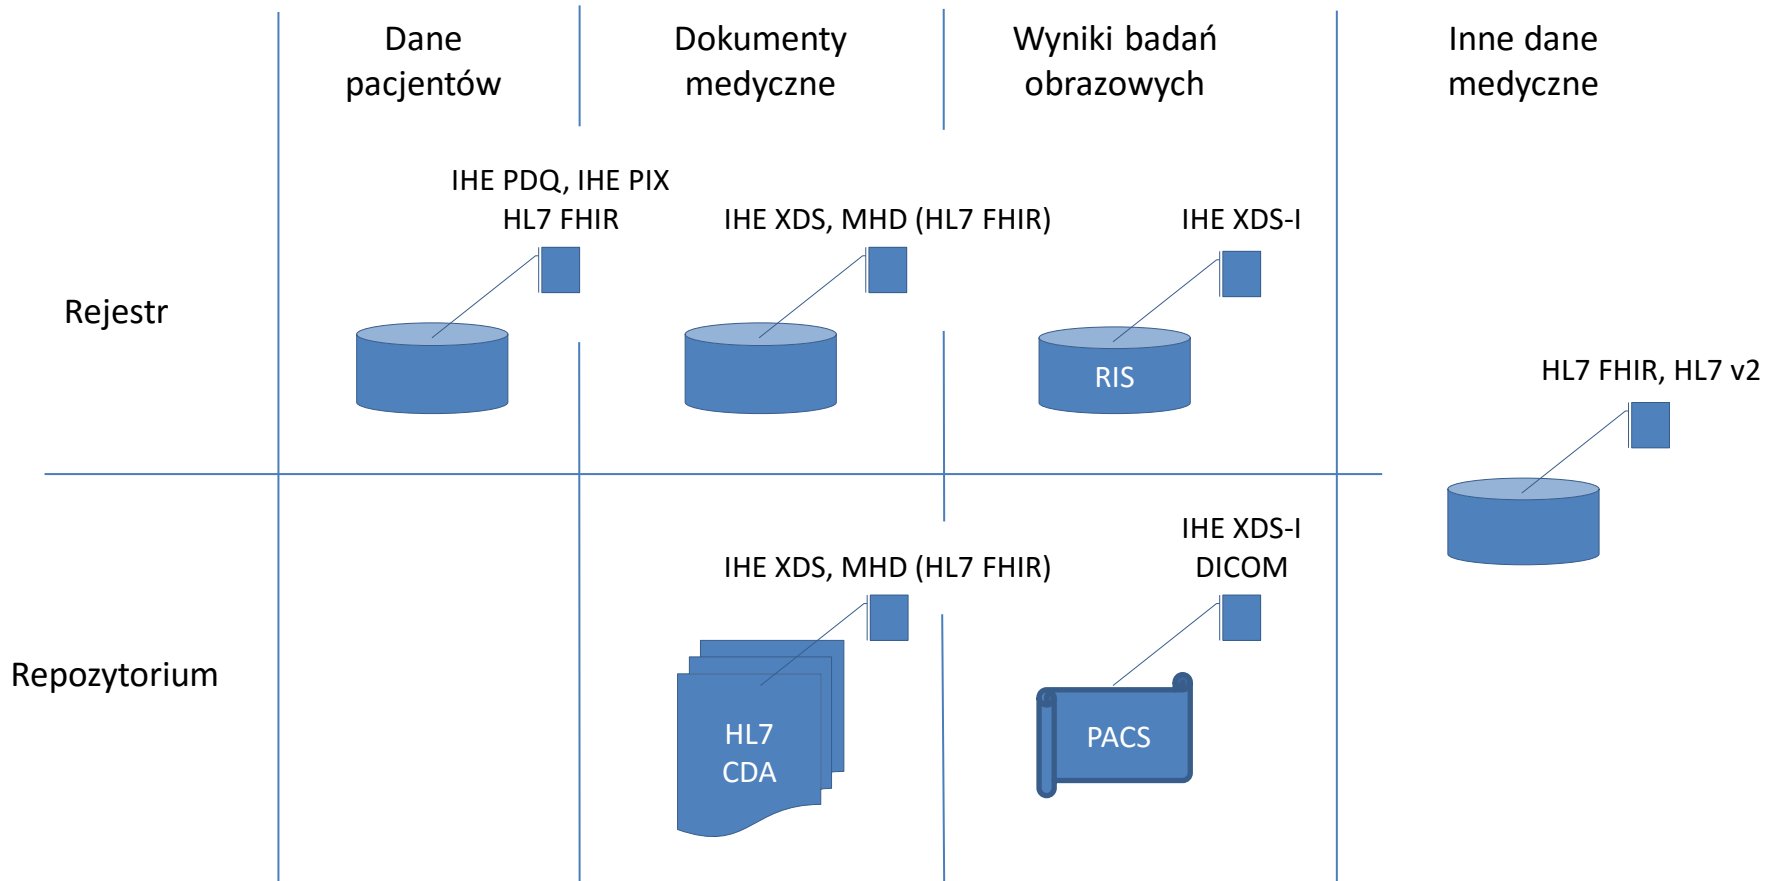 Dane
pacjentów
Dokumenty
medyczne
Wyniki badań
obrazowych
Inne dane
medyczne
Rejestr
IHE PDQ, IHE PIX
HL7 FHIR
IHE XDS, MHD (HL7 FHIR)
IHE XDS-I
RIS
HL7 FHIR, HL7 v2
Repozytorium
IHE XDS, MHD (HL7 FHIR)
HL7
CDA
IHE XDS-I
DICOM
PACS